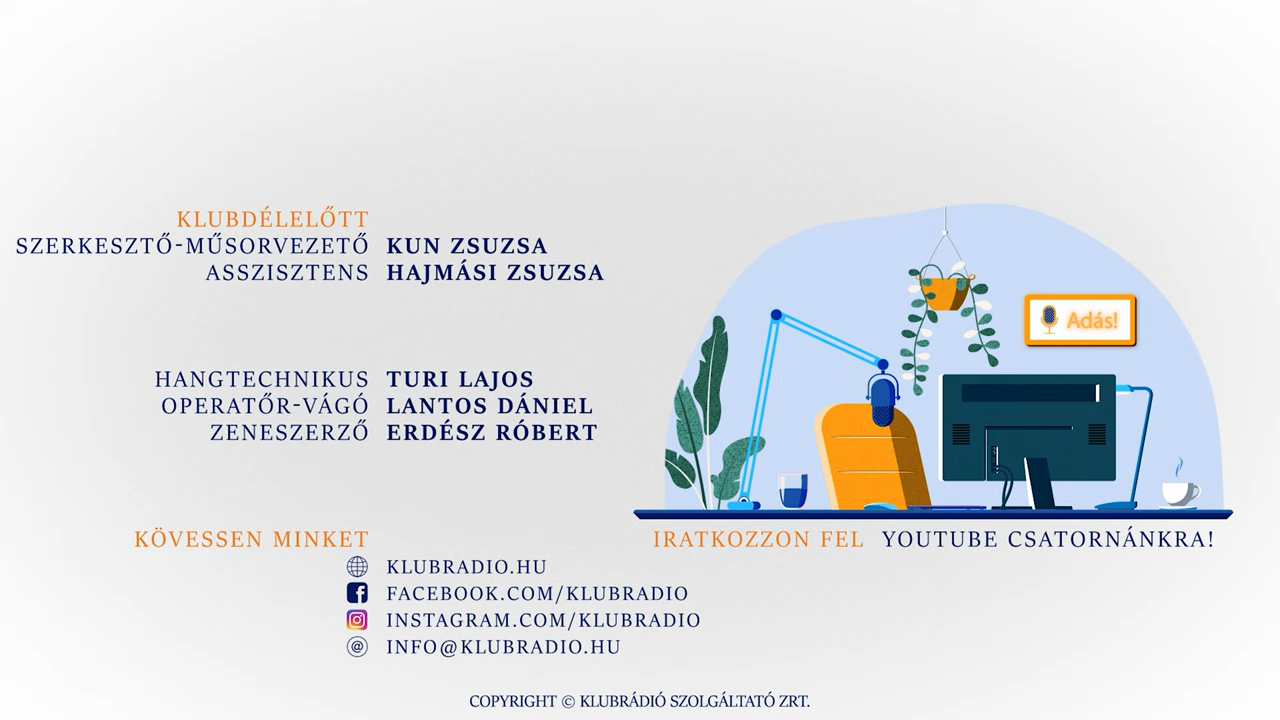 KLUBDÉLELŐTT
SZERKESZTŐ-MŰSORVEZETŐ KUN ZSUZSA
ASSZISZTENS HAJMÁSI ZSUZSA
HANGTECHNIKUS TURI LAJOS
OPERATŐR-VÁGÓ LANTOS DÁNIEL
ZENESZERZŐ ERDÉSZ RÓBERT
Adás!
KÖVESSEN MINKET
KLUBRADIO.HU
FACEBOOK.COM/KLUBRADIO
INSTAGRAM.COM/KLUBRADIO
INFO@KLUBRADIO.HU
IRATKOZZON FEL YOUTUBE CSATORNÁNKRA!
COPYRIGHT © KLUBRÁDIÓ SZOLGÁLTATÓ ZRT.